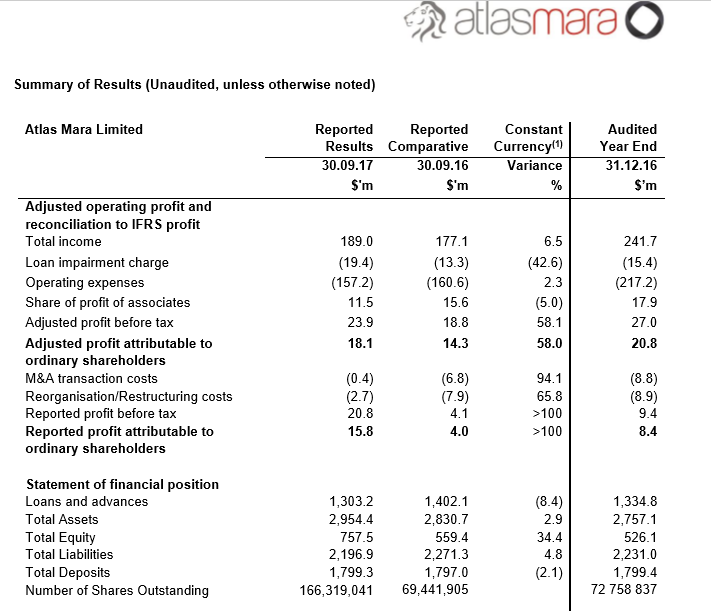 atlasmara
Summary of Results (Unaudited, unless otherwise noted)
Atlas Mara Limited Reported Reported Constant Audited
Results Comparative Currency(1) Year End
30.09.17 30.09.16 Variance 31.12.16
$'m $'m % $'m
Adjusted operating profit and
reconciliation to IFRS profit
Total income 189.0 177.1 6.5 241.7
Loan impairment charge (19.4) (13.3) (42.6) (15.4)
Operating expenses (157.2) (160.6) 2.3 (217.2)
Share of profit of associates 11.5 15.6 (5.0) 17.9
Adjusted profit before tax 23.9 18.8 58.1 27.0
Adjusted profit attributable to 18.1 14.3 58.0 20.8
ordinary shareholders
M&A transaction costs (0.4) (6.8) 94.1 (8.8)
Reorganisation/Restructuring costs (2.7) (7.9) 65.8 (8.9)
Reported profit before tax 20.8 4.1 >100 9.4
Reported profit attributable to 15.8 4.0 >100 8.4
ordinary shareholders
Statement of financial position
Loans and advances 1,303.2 1,402.1 (8.4) 1,334.8
Total Assets 2,954.4 2,830.7 2.9 2,757.1
Total Equity 757.5 559.4 34.4 526.1
Total Liabilities 2,196.9 2,271.3 4.8 2,231.0
Total Deposits 1,799.3 1,797.0 (2.1) 1,799.4
Number of Shares Outstanding 166,319,041 69,441,905 72 758 837